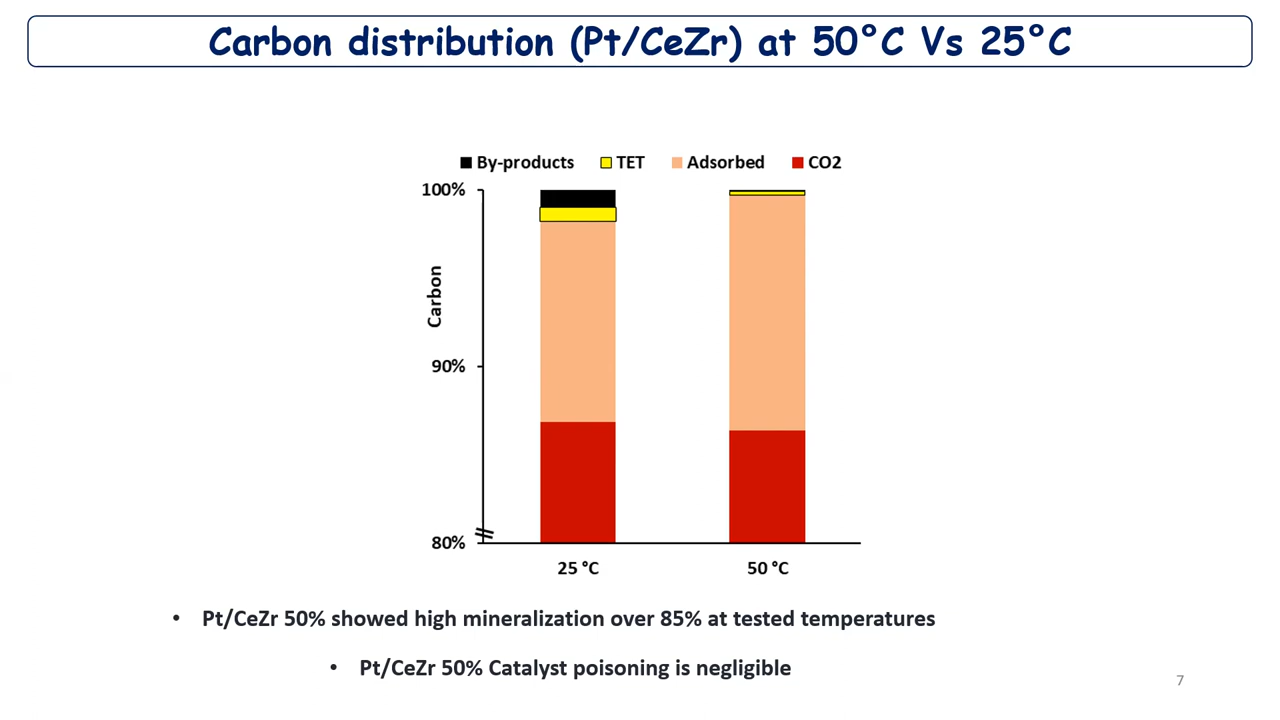 Carbon distribution (Pt/CeZr) at 50°C Vs 25°C
By-products TET Adsorbed CO2
100%
Carbon
90%
80%
25 °C 50 °C
• Pt/CeZr 50% showed high mineralization over 85% at tested temperatures
• Pt/CeZr 50% Catalyst poisoning is negligible
7